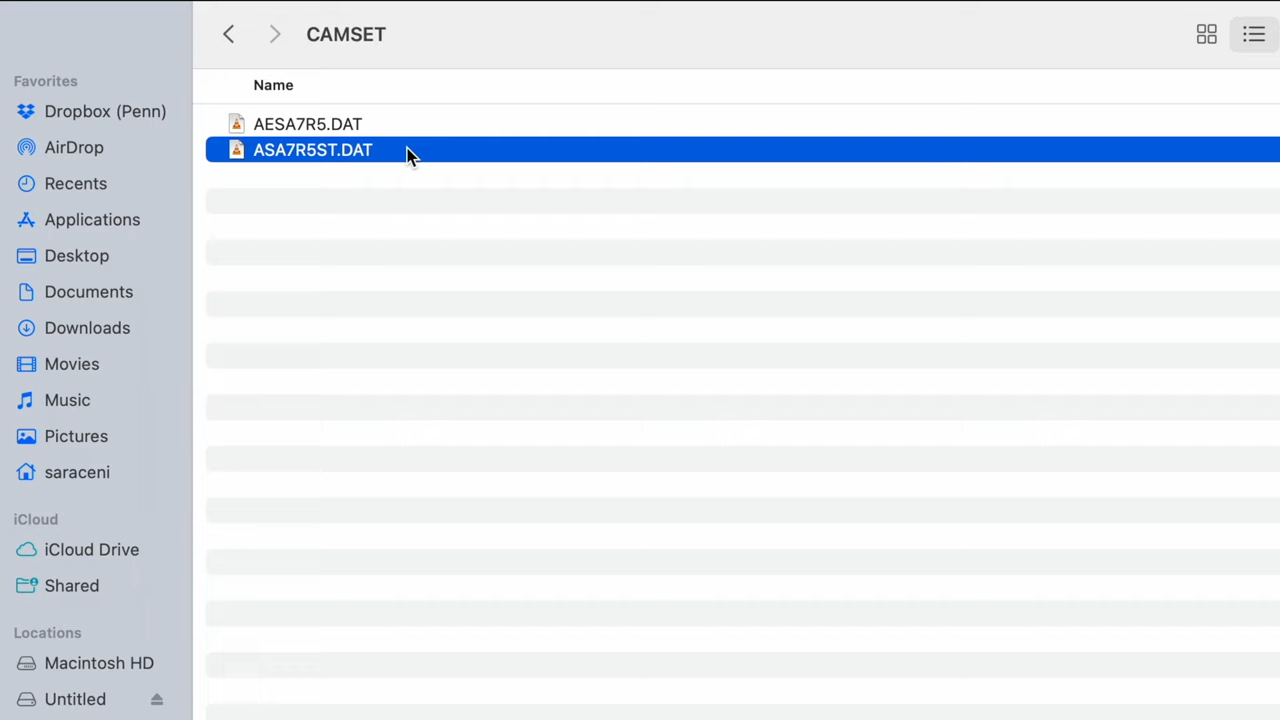 CAMSET
Favorites
Dropbox (Penn)
AirDrop
Recents
Applications
Desktop
Documents
Downloads
Movies
Music
Pictures
saraceni
iCloud
iCloud Drive
Shared
Locations
Macintosh HD
Untitled
Name
AESA7R5.DAT
ASA7R5ST.DAT